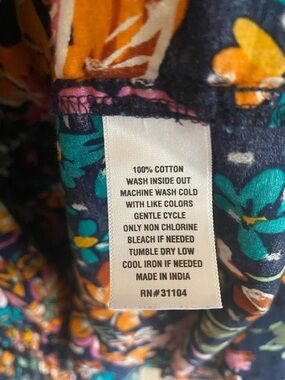 100% COTTON
WASH INSIDE OUT
MACHINE WASH COLD
WITH LIKE COLORS
GENTLE CYCLE
ONLY NON CHLORINE
BLEACH IF NEEDED
TUMBLE DRY LOW
COOL IRON IF NEEDED
MADE IN INDIA
RN#31104